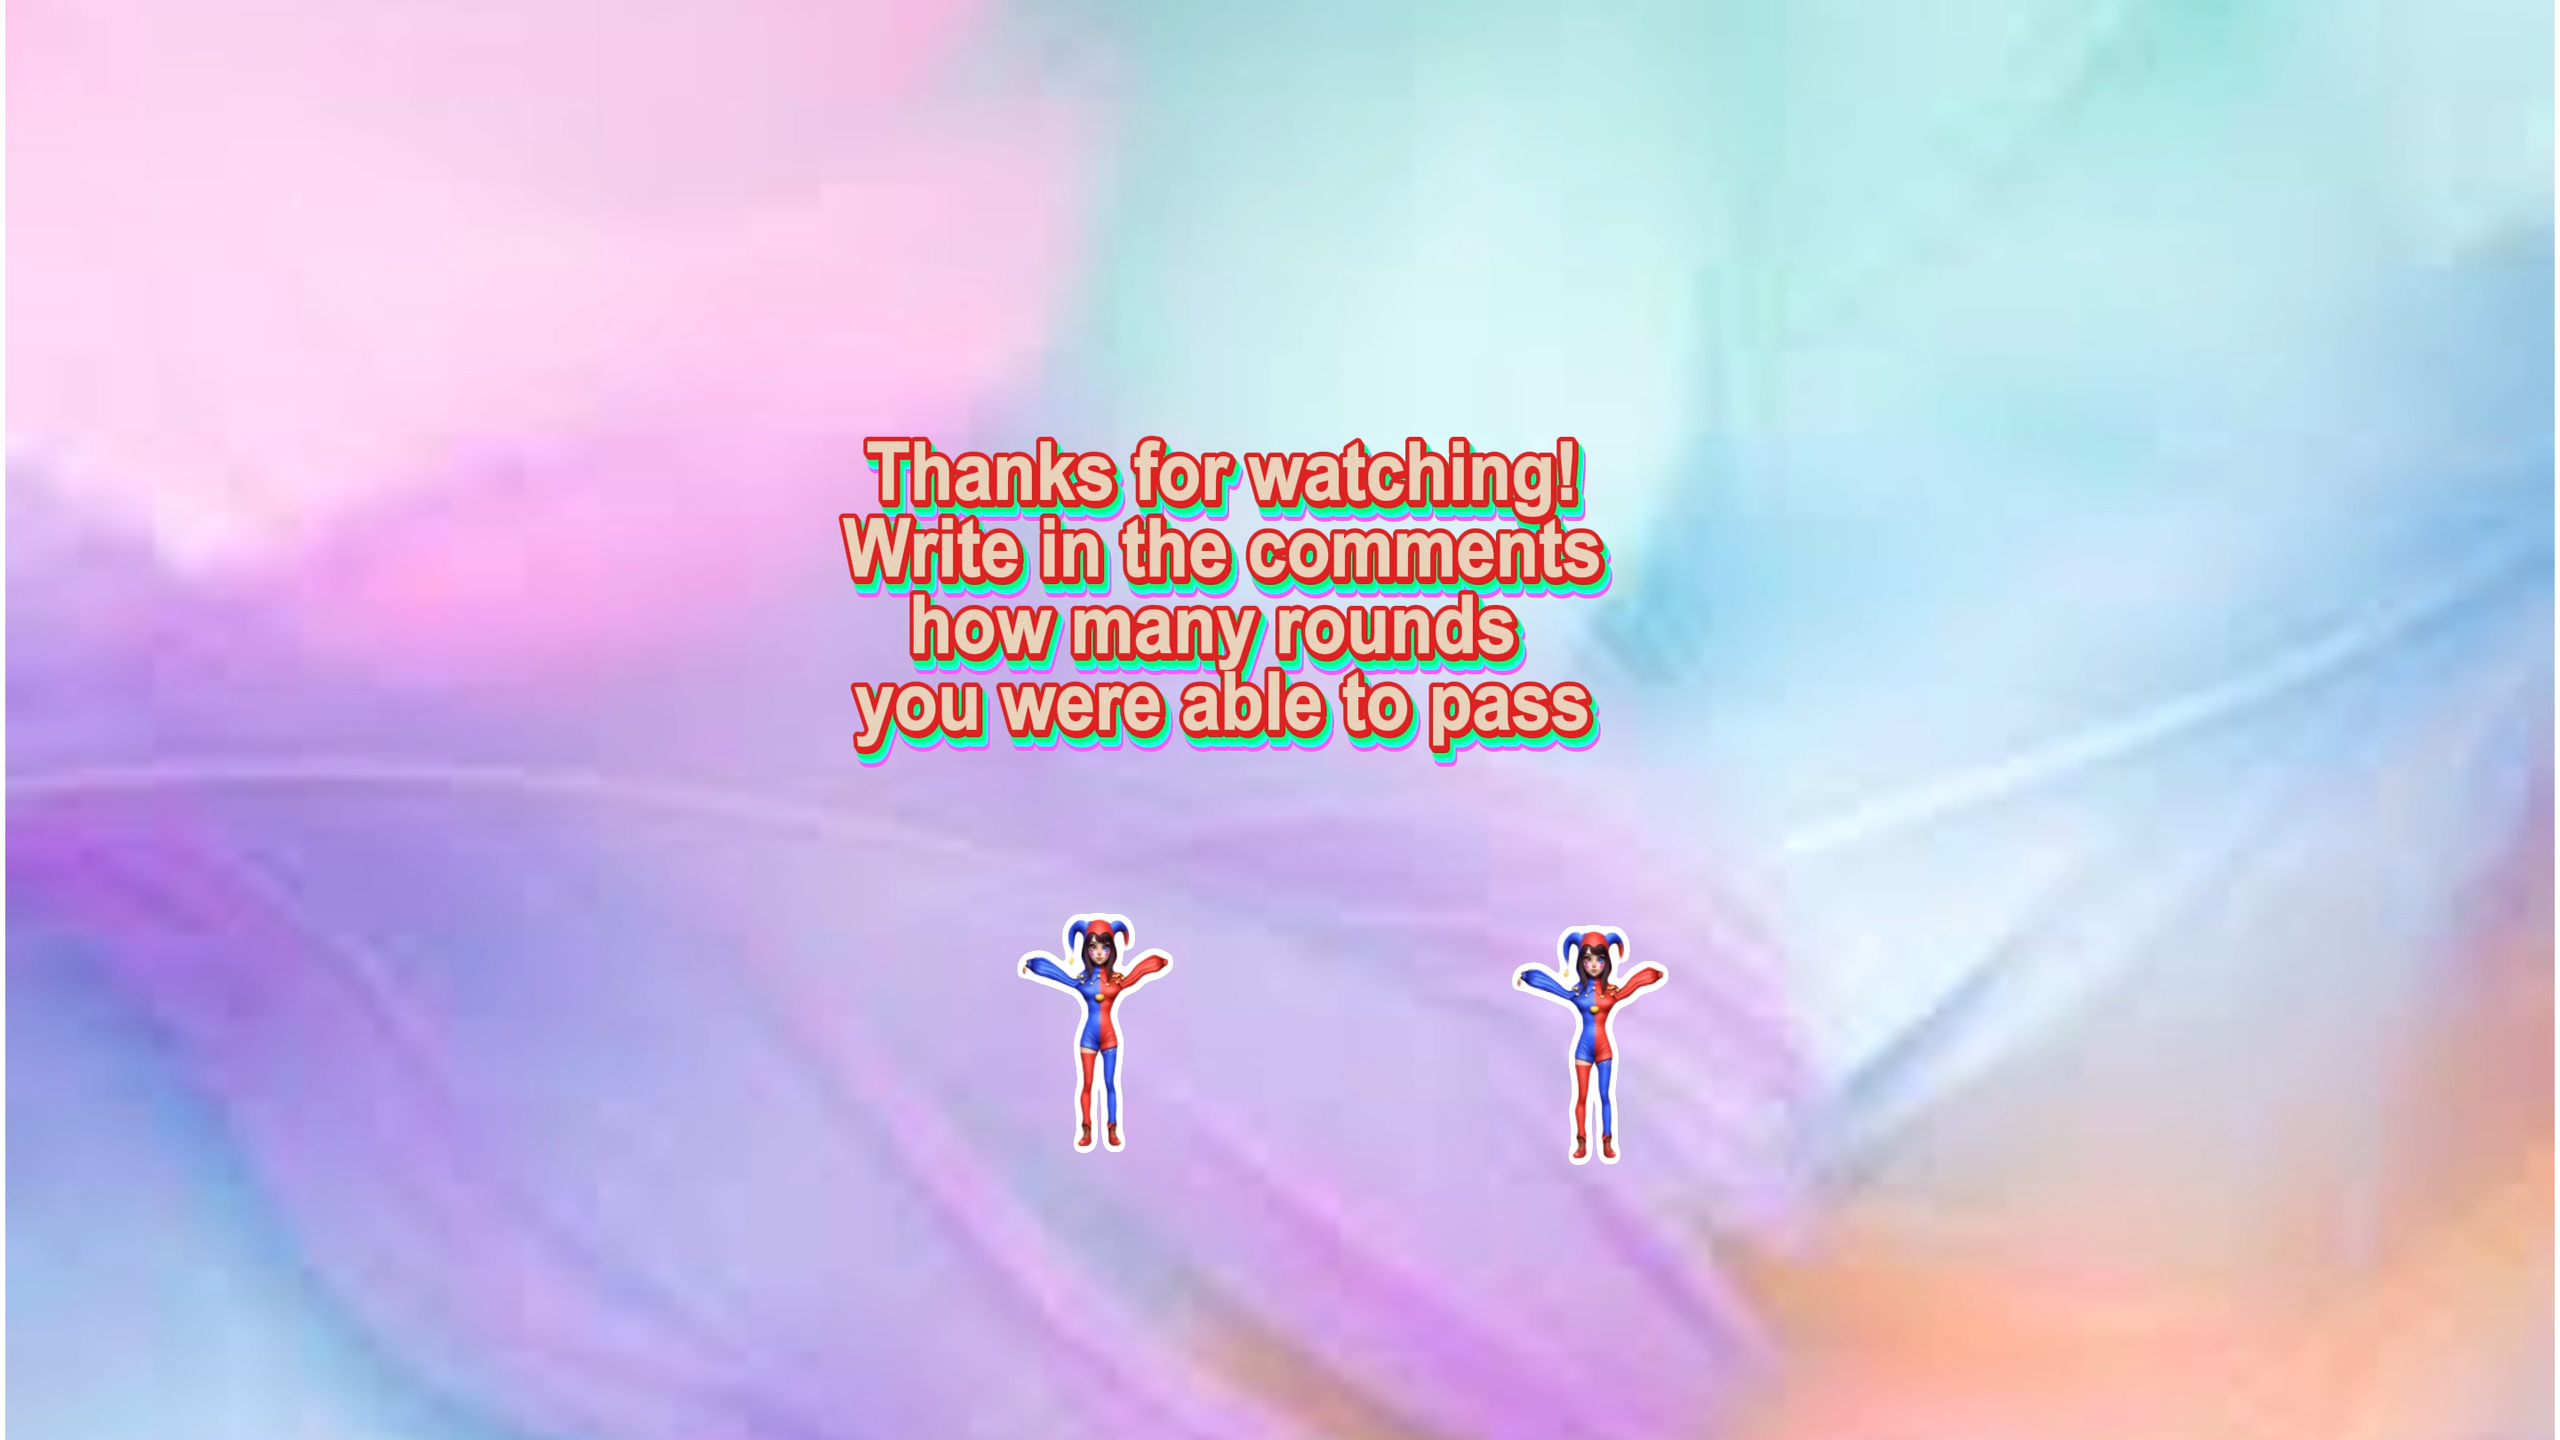 Thanks for watching!
Write in the comments
how many rounds
you were able to pass